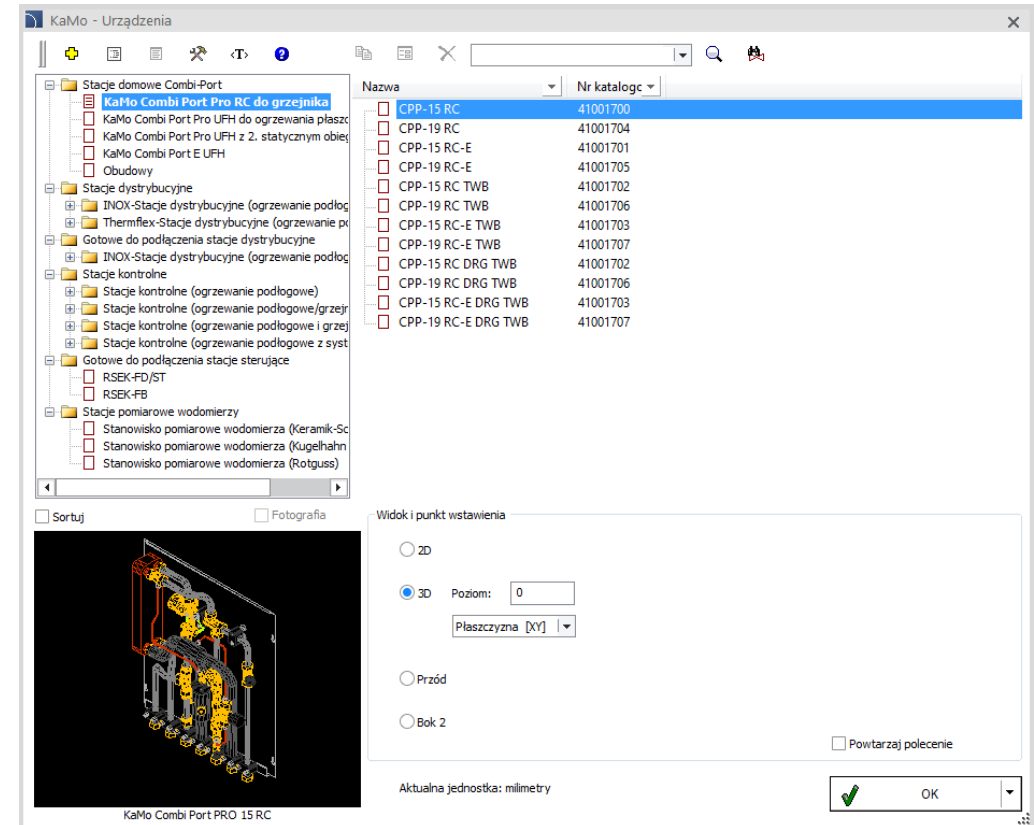 KaMo - Urządzenia
Stacje domowe Combi-Port
KaMo Combi Port Pro RC do grzejnika
KaMo Combi Port Pro UFH do ogrzewania płaszc
KaMo Combi Port Pro UFH z 2. statycznym obieg
KaMo Combi Port E UFH
Obudowy
Stacje dystrybucyjne
INOX-Stacje dystrybucyjne (ogrzewanie podłog
Thermflex-Stacje dystrybucyjne (ogrzewanie po
Gotowe do podłączenia stacje dystrybucyjne
INOX-Stacje dystrybucyjne (ogrzewanie podłog
Stacje kontrolne
Stacje kontrolne (ogrzewanie podłogowe)
Stacje kontrolne (ogrzewanie podłogowe/grzejn
Stacje kontrolne (ogrzewanie podłogowe i grzej
Stacje kontrolne (ogrzewanie podłogowe z syst
Gotowe do podłączenia stacje sterujące
RSEK-FD/ST
RSEK-FB
Stacje pomiarowe wodomierzy
Stanowisko pomiarowe wodomierza (Keramik-Sc
Stanowisko pomiarowe wodomierza (Kugelhahn
Stanowisko pomiarowe wodomierza (Rotguss)
Nazwa Nr katalogc
CPP-15 RC 41001700
CPP-19 RC 41001704
CPP-15 RC-E 41001701
CPP-19 RC-E 41001705
CPP-15 RC TWB 41001702
CPP-19 RC TWB 41001706
CPP-15 RC-E TWB 41001703
CPP-19 RC-E TWB 41001707
CPP-15 RC DRG TWB 41001702
CPP-19 RC DRG TWB 41001706
CPP-15 RC-E DRG TWB 41001703
CPP-19 RC-E DRG TWB 41001707
Sortuj Fotografia
KaMo Combi Port PRO 15 RC
Widok i punkt wstawienia
2D
3D Poziom: 0
Płaszczyzna [XY]
Przód
Bok 2
Powtarzaj polecenie
Aktualna jednostka: milimetry
OK